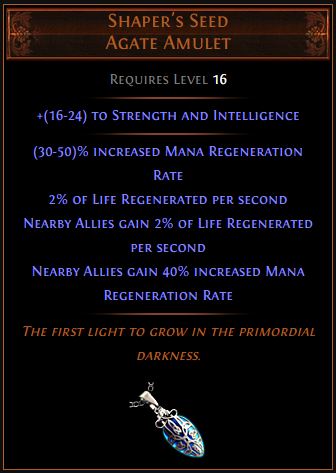 Shaper's Seed
Agate Amulet
Requires Level 16
+(16-24) to Strength and Intelligence
(30-50)% increased Mana Regeneration
Rate
2% of Life Regenerated per second
Nearby Allies gain 2% of Life Regenerated
per second
Nearby Allies gain 40% increased Mana
Regeneration Rate
The first light to grow in the primordial
darkness.